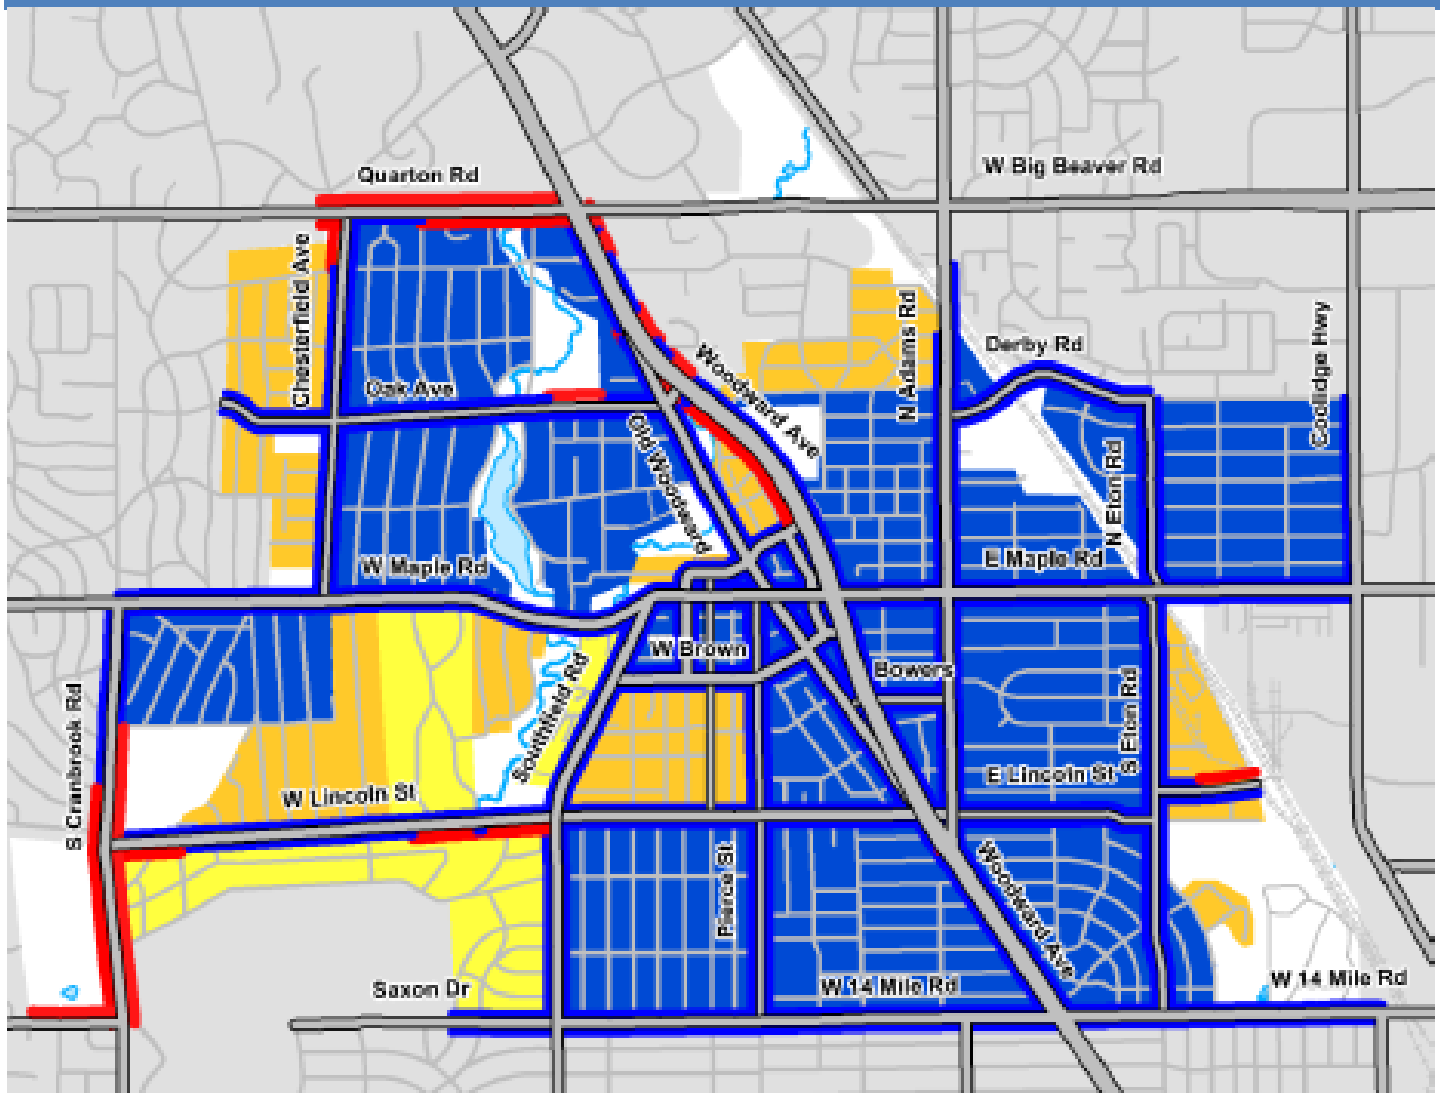 W Big Beaver Rd
Quarton Rd
Chesterfield Ave
N Adams Rd
Derby Rd
Coolidge Hwy
Woodward Ave
Oak Ave
Old Woodward
N Eton Rd
W Maple Rd
E Maple Rd
W Brown
Bowers
Southfield Rd
S Cranbrook Rd
S Eton Rd
E Lincoln St
W Lincoln St
Pierce St
Woodward Ave
Saxon Dr
W 14 Mile Rd
W 14 Mile Rd